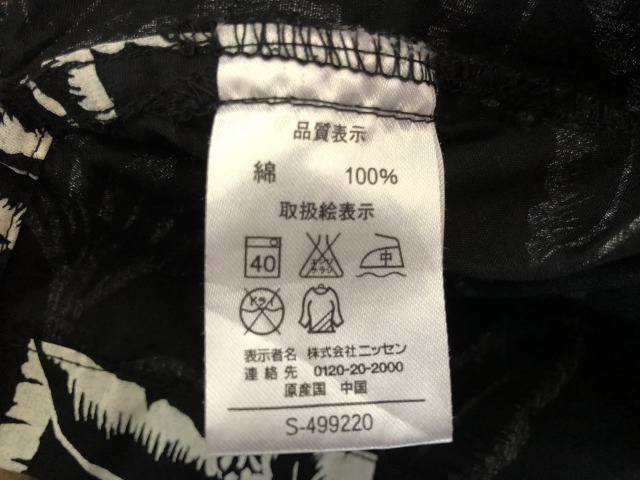 品質表示
綿 100%
取扱絵表示
40 エンソ サラシ 中
ドライ
表示者名 株式会社ニッセン
連絡先 0120-20-2000
原産国 中国
S-499220